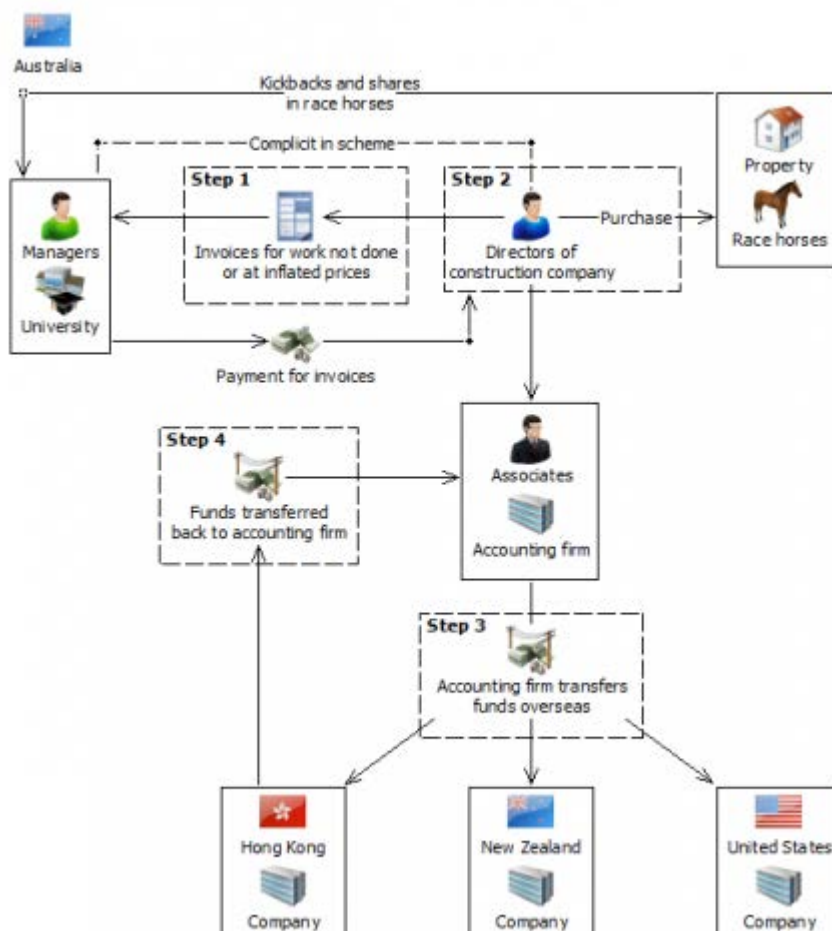 Australia
Kickbacks and shares
in race horses
Complicit in scheme
Step 1
Step 2
Property
Purchase
Managers
Invoices for work not done
or at inflated prices
Directors of
construction company
Race horses
University
Payment for invoices
Step 4
Associates
Funds transferred
back to accounting firm
Accounting firm
Step 3
Accounting firm transfers
funds overseas
Hong Kong
New Zealand
United States
Company
Company
Company